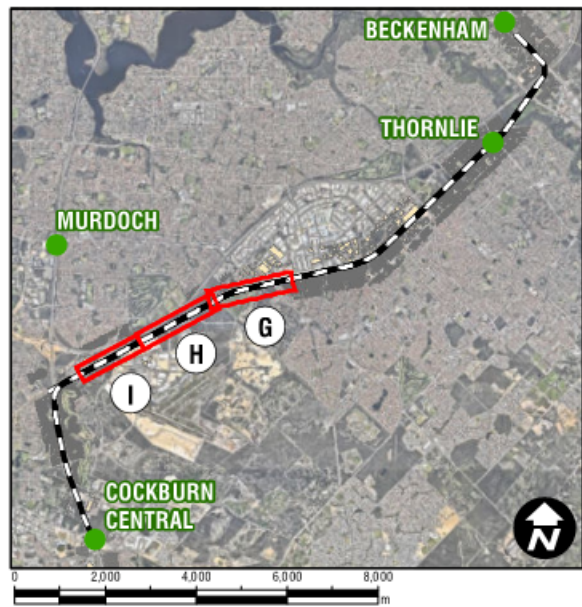 BECKENHAM
THORNLIE
MURDOCH
G
H
I
COCKBURN
CENTRAL
N
0 2,000 4,000 6,000 8,000
m